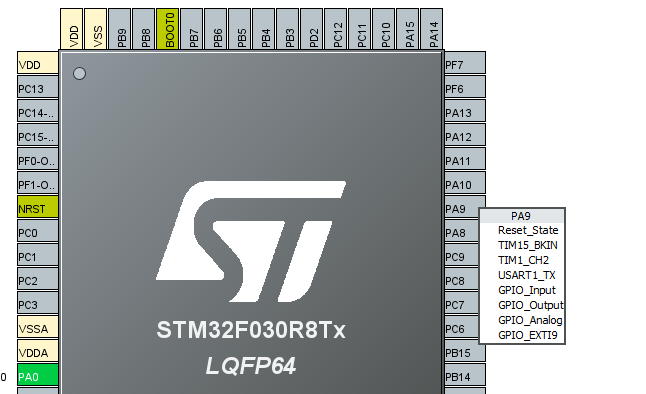 VDD
VSS
PB9
PB8
BOOT0
PB7
PB6
PB5
PB4
PB3
PD2
PC12
PC11
PC10
PA15
PA14
VDD
PC13
PC14-..
PC15-..
PF0-O..
PF1-O..
NRST
PC0
PC1
PC2
PC3
VSSA
VDDA
0 PA0
PF7
PF6
PA13
PA12
PA11
PA10
PA9
PA8
PC9
PC8
PC7
PC6
PB15
PB14
PA9
Reset_State
TIM15_BKIN
TIM1_CH2
USART1_TX
GPIO_Input
GPIO_Output
GPIO_Analog
GPIO_EXTI9
ST
STM32F030R8Tx
LQFP64